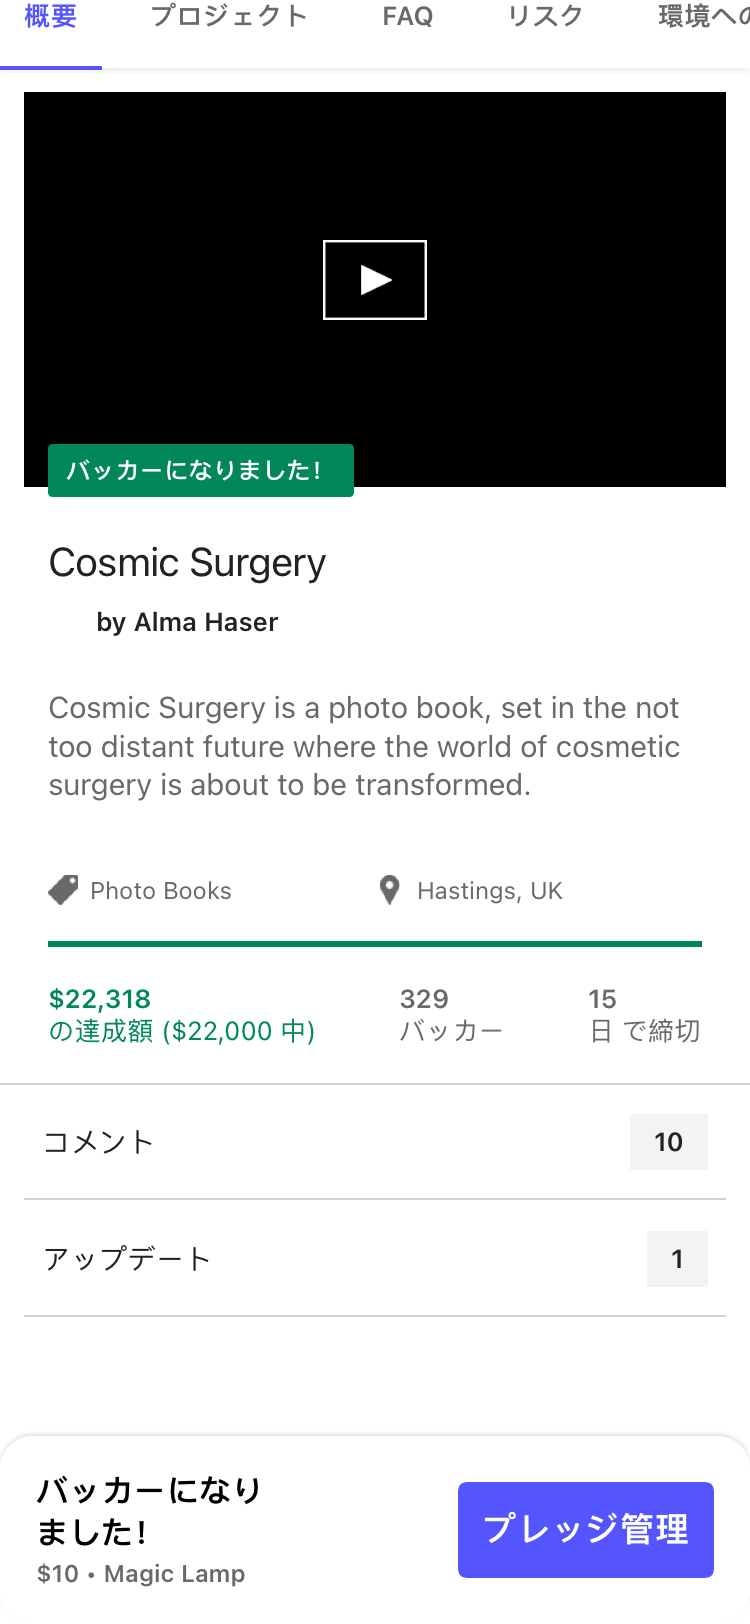 概要 プロジェクト FAQ リスク 環境への
バッカーになりました!
Cosmic Surgery
by Alma Haser
Cosmic Surgery is a photo book, set in the not
too distant future where the world of cosmetic
surgery is about to be transformed.
Photo Books Hastings, UK
$22,318 329 15
の達成額 ($22,000 中) バッカー 日 で締切
コメント 10
アップデート 1
バッカーになり
ました!
$10 • Magic Lamp
プレッジ管理